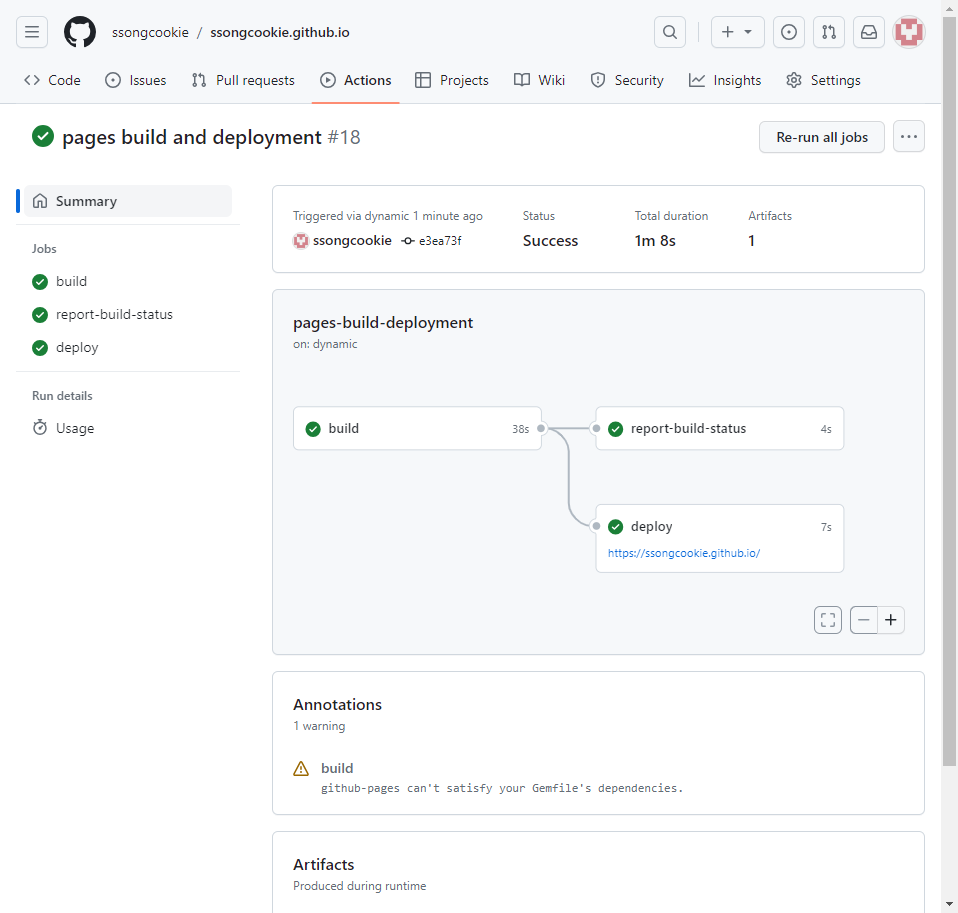 ssongcookie / ssongcookie.github.io
Code Issues Pull requests Actions Projects Wiki Security Insights Settings
pages build and deployment #18
Re-run all jobs
Summary
Jobs
build
report-build-status
deploy
Run details
Usage
Triggered via dynamic 1 minute ago
ssongcookie e3ea73f
Status
Success
Total duration
1m 8s
Artifacts
1
pages-build-deployment
on: dynamic
build 38s
report-build-status 4s
deploy 7s
https://ssongcookie.github.io/
Annotations
1 warning
build
github-pages can't satisfy your Gemfile's dependencies.
Artifacts
Produced during runtime